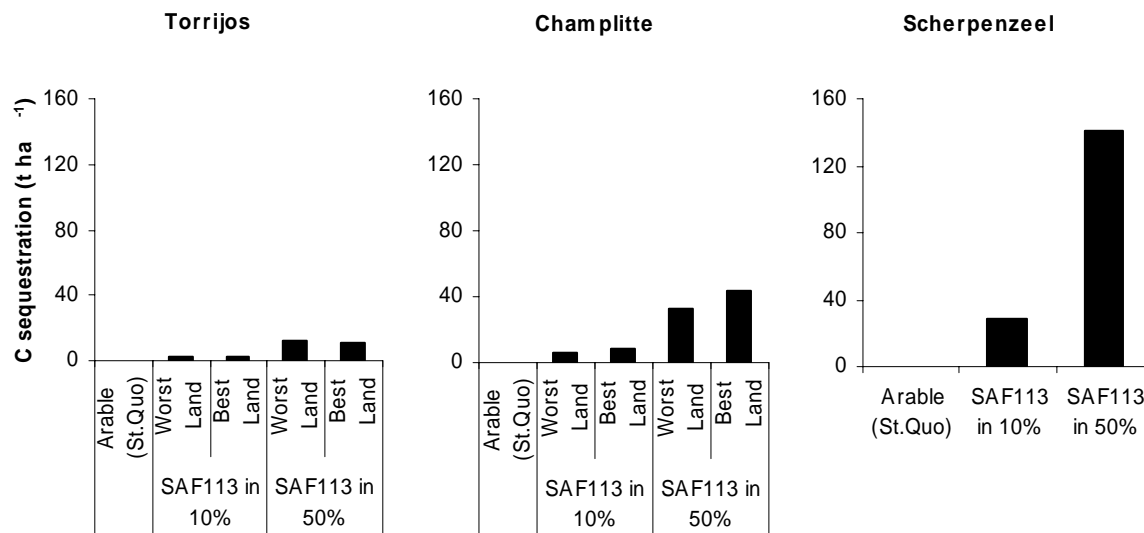 Torrijos
Champlitte
Scherpenzeel
C sequestration (t ha -1)
160
120
80
40
0
Arable
(St.Quo)
Worst
Land
Best
Land
Worst
Land
Best
Land
SAF113 in
10%
SAF113 in
50%
160
120
80
40
0
Arable
(St.Quo)
Worst
Land
Best
Land
Worst
Land
Best
Land
SAF113 in
10%
SAF113 in
50%
160
120
80
40
0
Arable
(St.Quo)
SAF113
in 10%
SAF113
in 50%